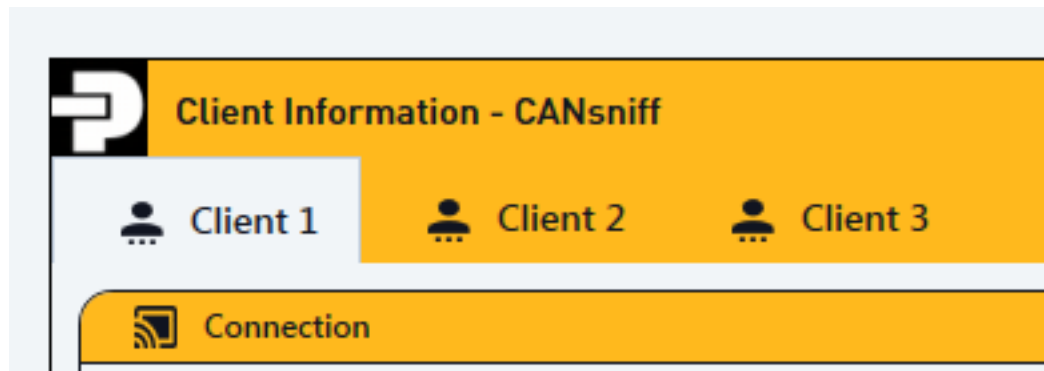 Client Information - CANsniff
Client 1 Client 2 Client 3
Connection